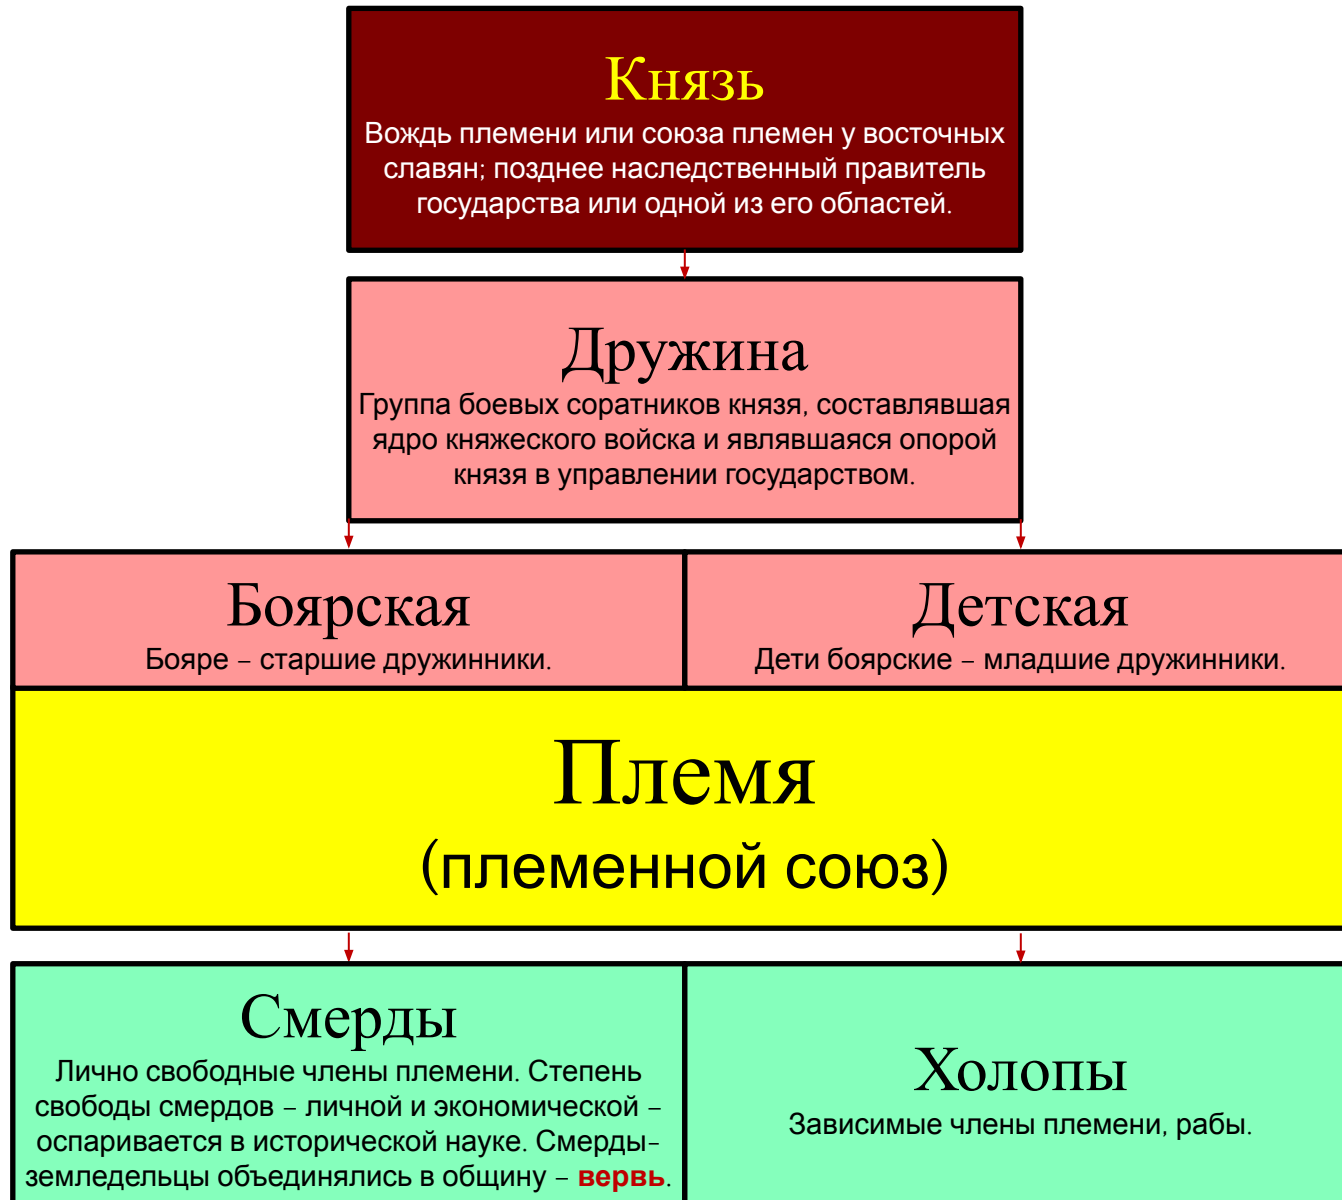 Князь
Вождь племени или союза племен у восточных
славян; позднее наследственный правитель
государства или одной из его областей.
Дружина
Группа боевых соратников князя, составлявшая
ядро княжеского войска и являвшаяся опорой
князя в управлении государством.
Боярская
Бояре – старшие дружинники.
Детская
Дети боярские – младшие дружинники.
Племя
(племенной союз)
Смерды
Лично свободные члены племени. Степень
свободы смердов – личной и экономической –
оспаривается в исторической науке. Смерды-
земледельцы объединялись в общину – вервь.
Холопы
Зависимые члены племени, рабы.